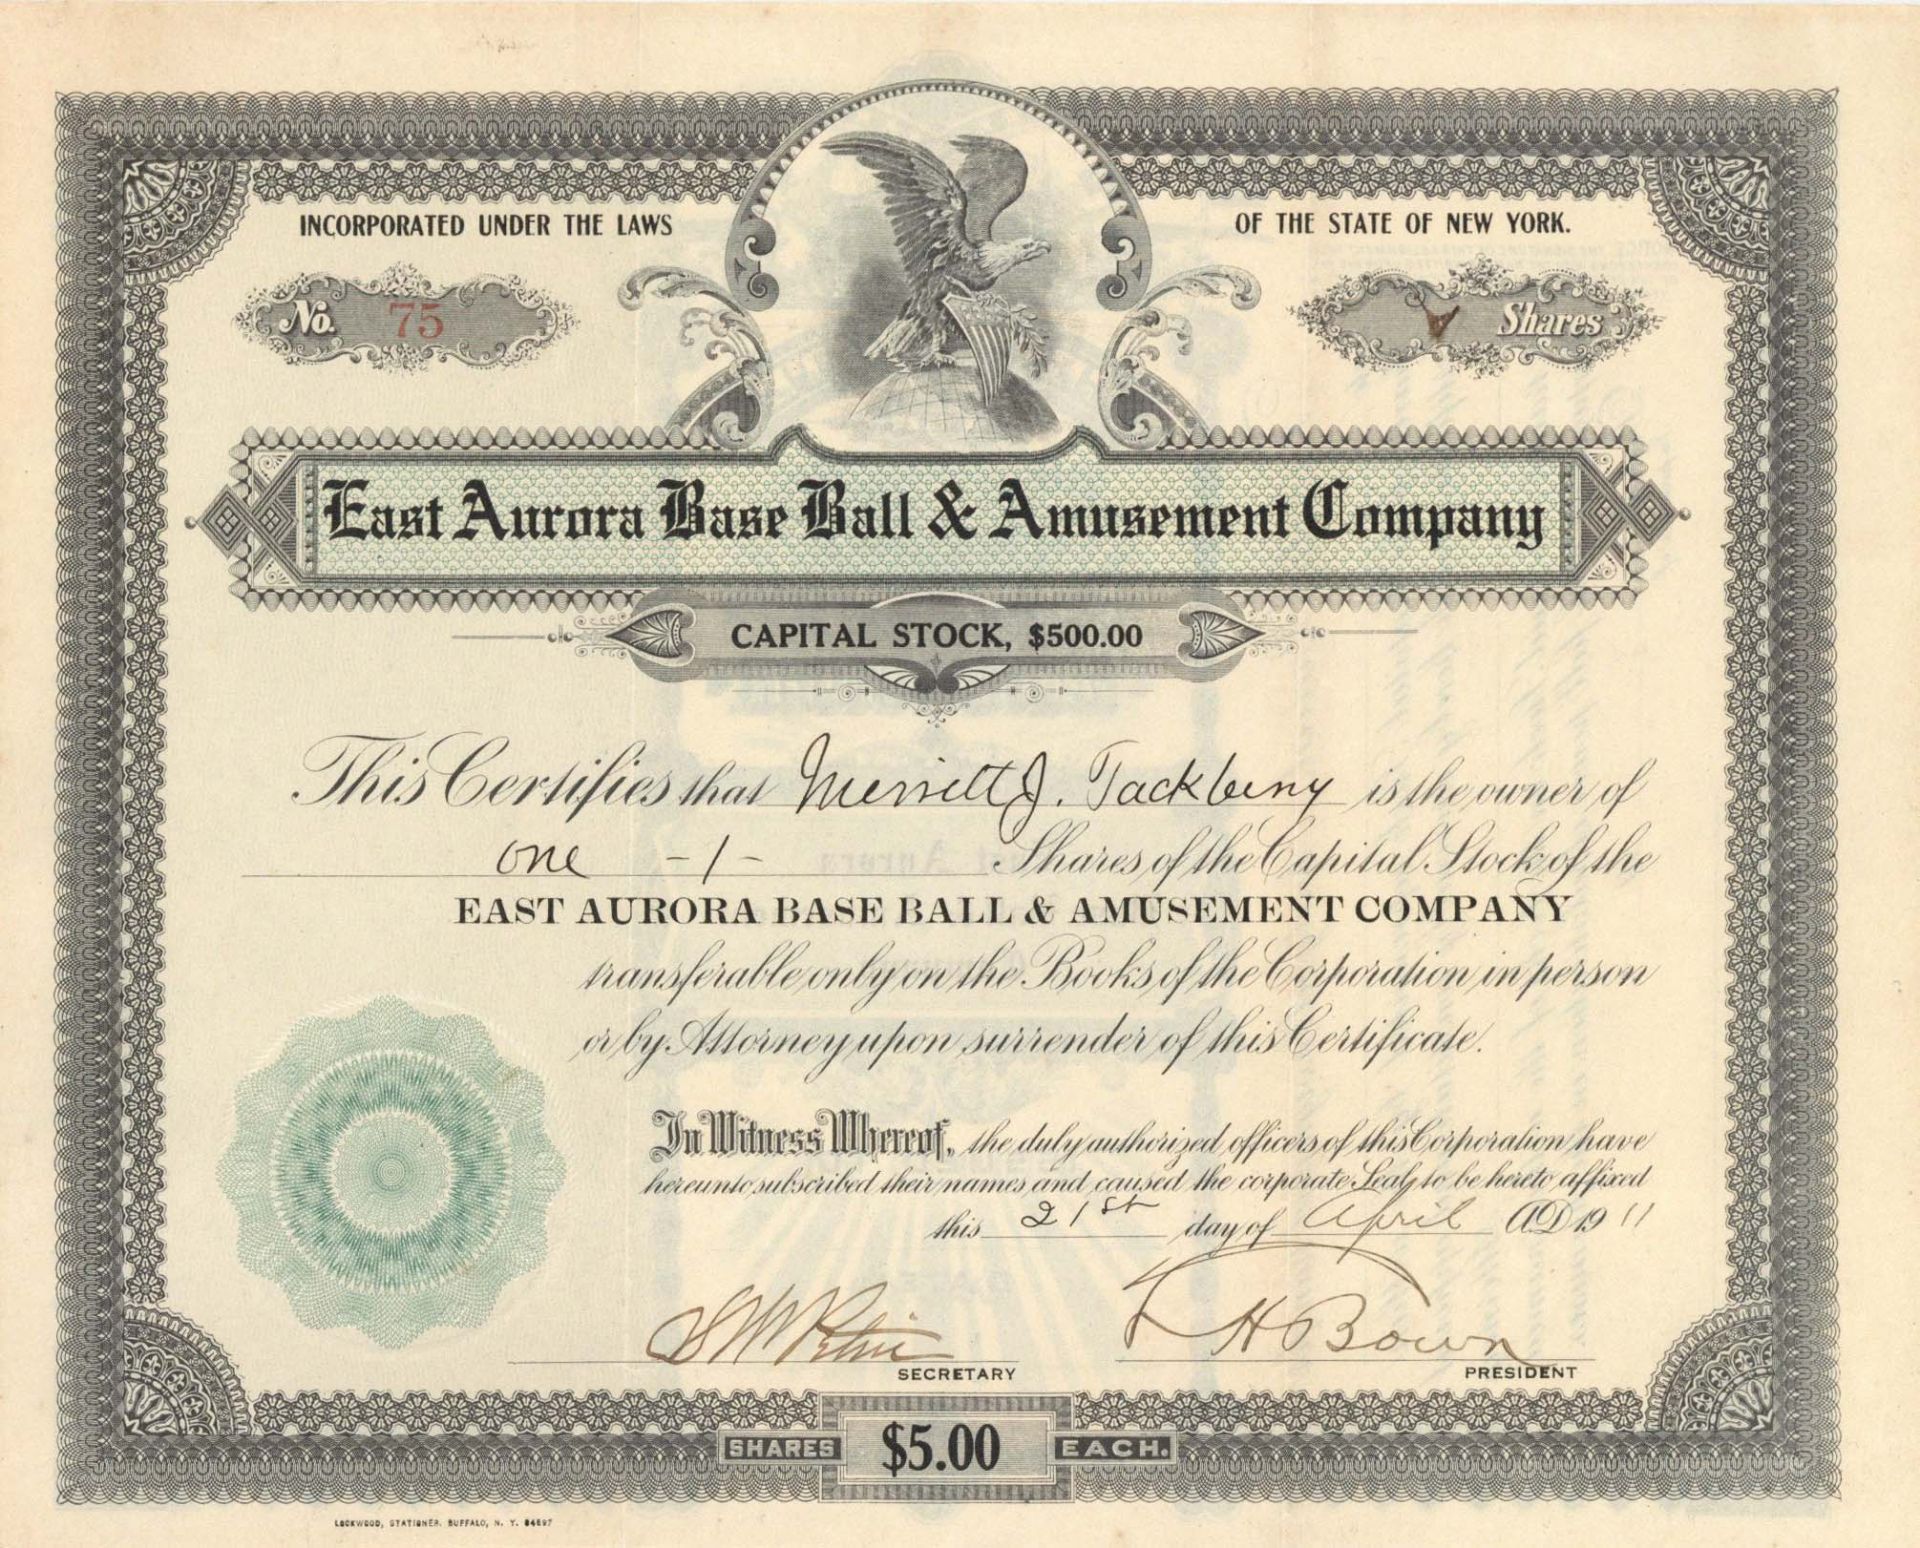 INCORPORATED UNDER THE LAWS OF THE STATE OF NEW YORK.
No. 75
Shares
East Aurora Base Ball & Amusement Company
CAPITAL STOCK, $500.00
This Certifies that Merritt J. Tackberry is the owner of
one -1- Shares of the Capital Stock of the
EAST AURORA BASE BALL & AMUSEMENT COMPANY
transferable only on the Books of the Corporation in person
or by Attorney upon surrender of this Certificate.
In Witness Whereof, the duly authorized officers of this Corporation have
hereunto subscribed their names and caused the corporate Seal to be hereto affixed
this 21st day of April A.D. 1911
H Bown
SECRETARY
PRESIDENT
SHARES $5.00 EACH.
LOCKWOOD, STATIONER. BUFFALO, N. Y. 84697